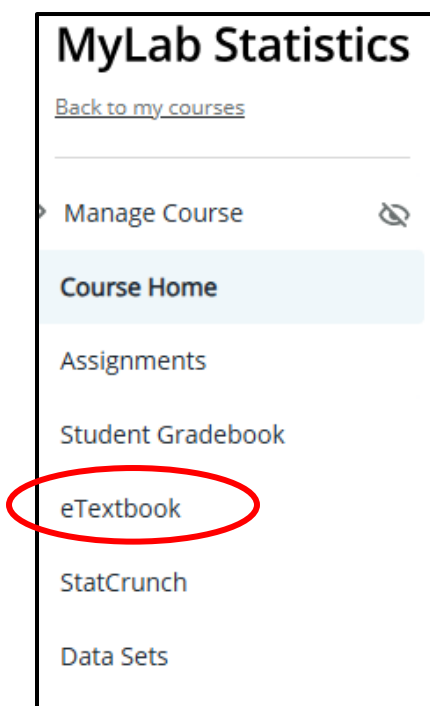 MyLab Statistics
Back to my courses
Manage Course
Course Home
Assignments
Student Gradebook
eTextbook
StatCrunch
Data Sets